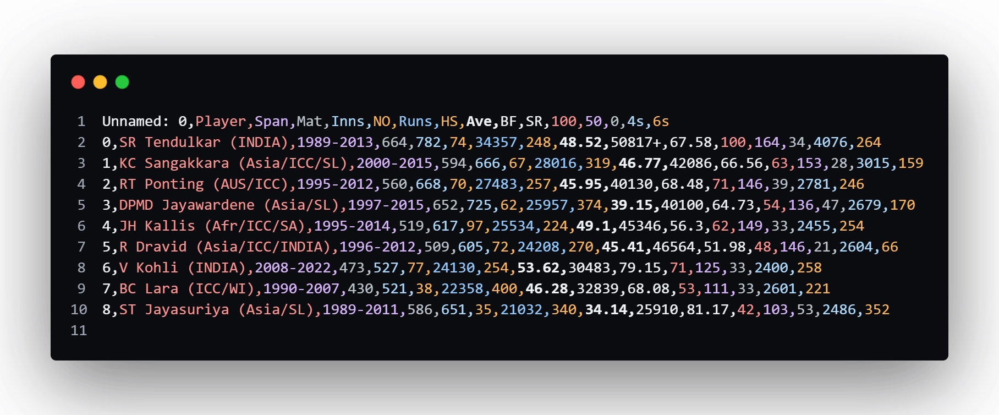 1 Unnamed: 0,Player,Span,Mat,Inns,NO,Runs,HS,Ave,BF,SR,100,50,0,4s,6s
2 0,SR Tendulkar (INDIA),1989-2013,664,782,74,34357,248,48.52,50817+,67.58,100,164,34,4076,264
3 1,KC Sangakkara (Asia/ICC/SL),2000-2015,594,666,67,28016,319,46.77,42086,66.56,63,153,28,3015,159
4 2,RT Ponting (AUS/ICC),1995-2012,560,668,70,27483,257,45.95,40130,68.48,71,146,39,2781,246
5 3,DPMD Jayawardene (Asia/SL),1997-2015,652,725,62,25957,374,39.15,40100,64.73,54,136,47,2679,170
6 4,JH Kallis (Afr/ICC/SA),1995-2014,519,617,97,25534,224,49.1,45346,56.3,62,149,33,2455,254
7 5,R Dravid (Asia/ICC/INDIA),1996-2012,509,605,72,24208,270,45.41,46564,51.98,48,146,21,2604,66
8 6,V Kohli (INDIA),2008-2022,473,527,77,24130,254,53.62,30483,79.15,71,125,33,2400,258
9 7,BC Lara (ICC/WI),1990-2007,430,521,38,22358,400,46.28,32839,68.08,53,111,33,2601,221
10 8,ST Jayasuriya (Asia/SL),1989-2011,586,651,35,21032,340,34.14,25910,81.17,42,103,53,2486,352
11